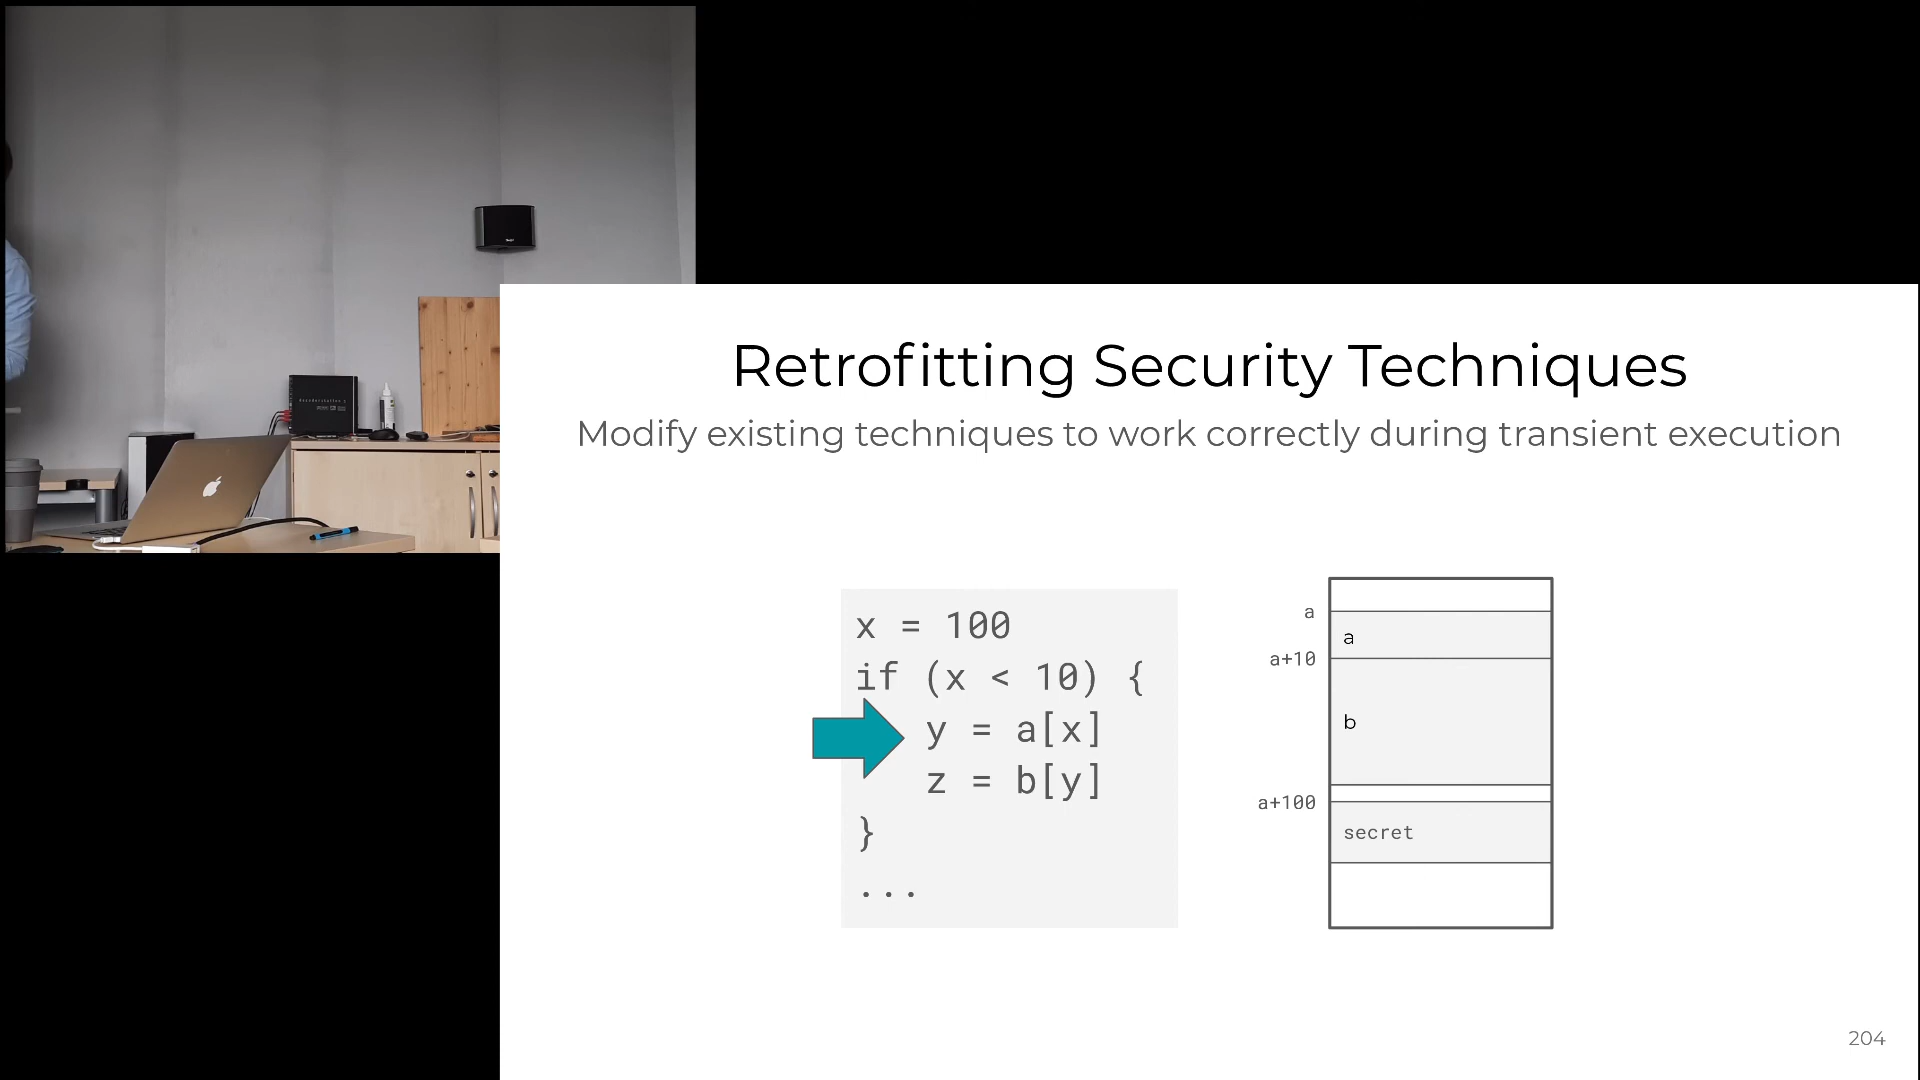 Retrofitting Security Techniques
Modify existing techniques to work correctly during transient execution
x = 100
if (x < 10) {
y = a[x]
z = b[y]
}
...
a
a
a+10
b
a+100
secret
204